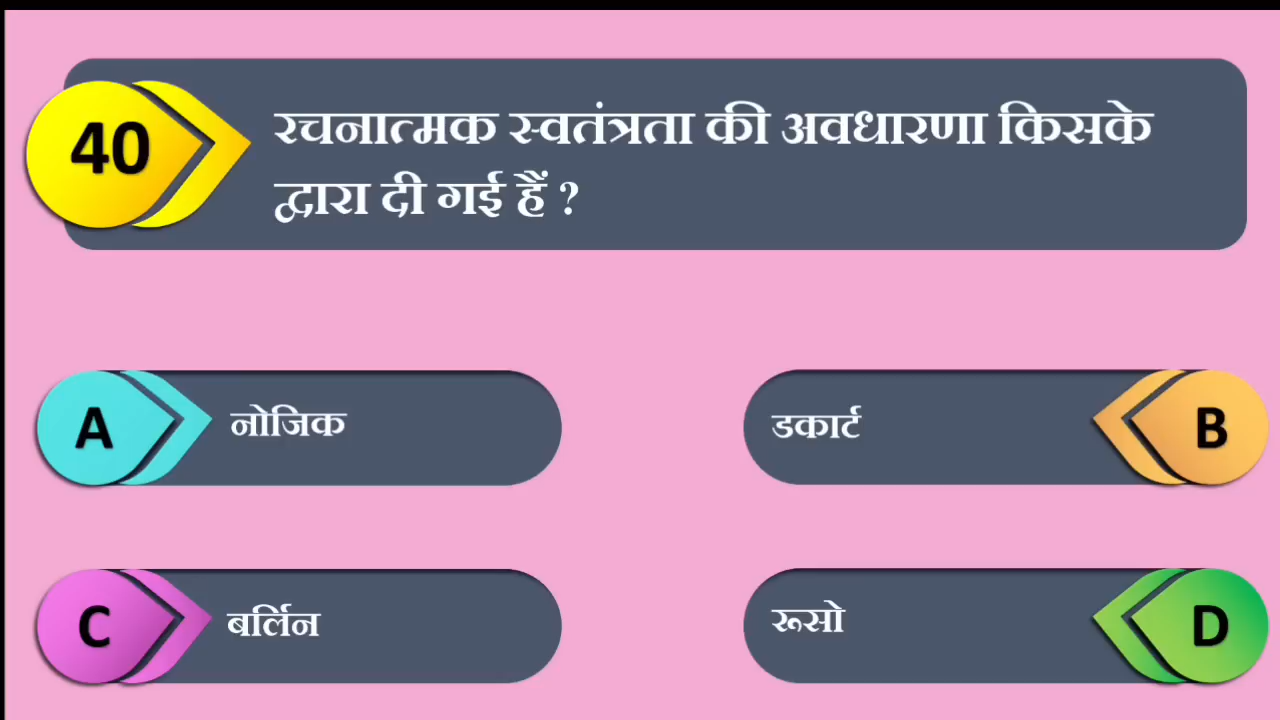 40
रचनात्मक स्वतंत्रता की अवधारणा किसके
द्वारा दी गई हैं ?
A
नोजिक
डकार्ट
B
C
बर्लिन
रूसो
D